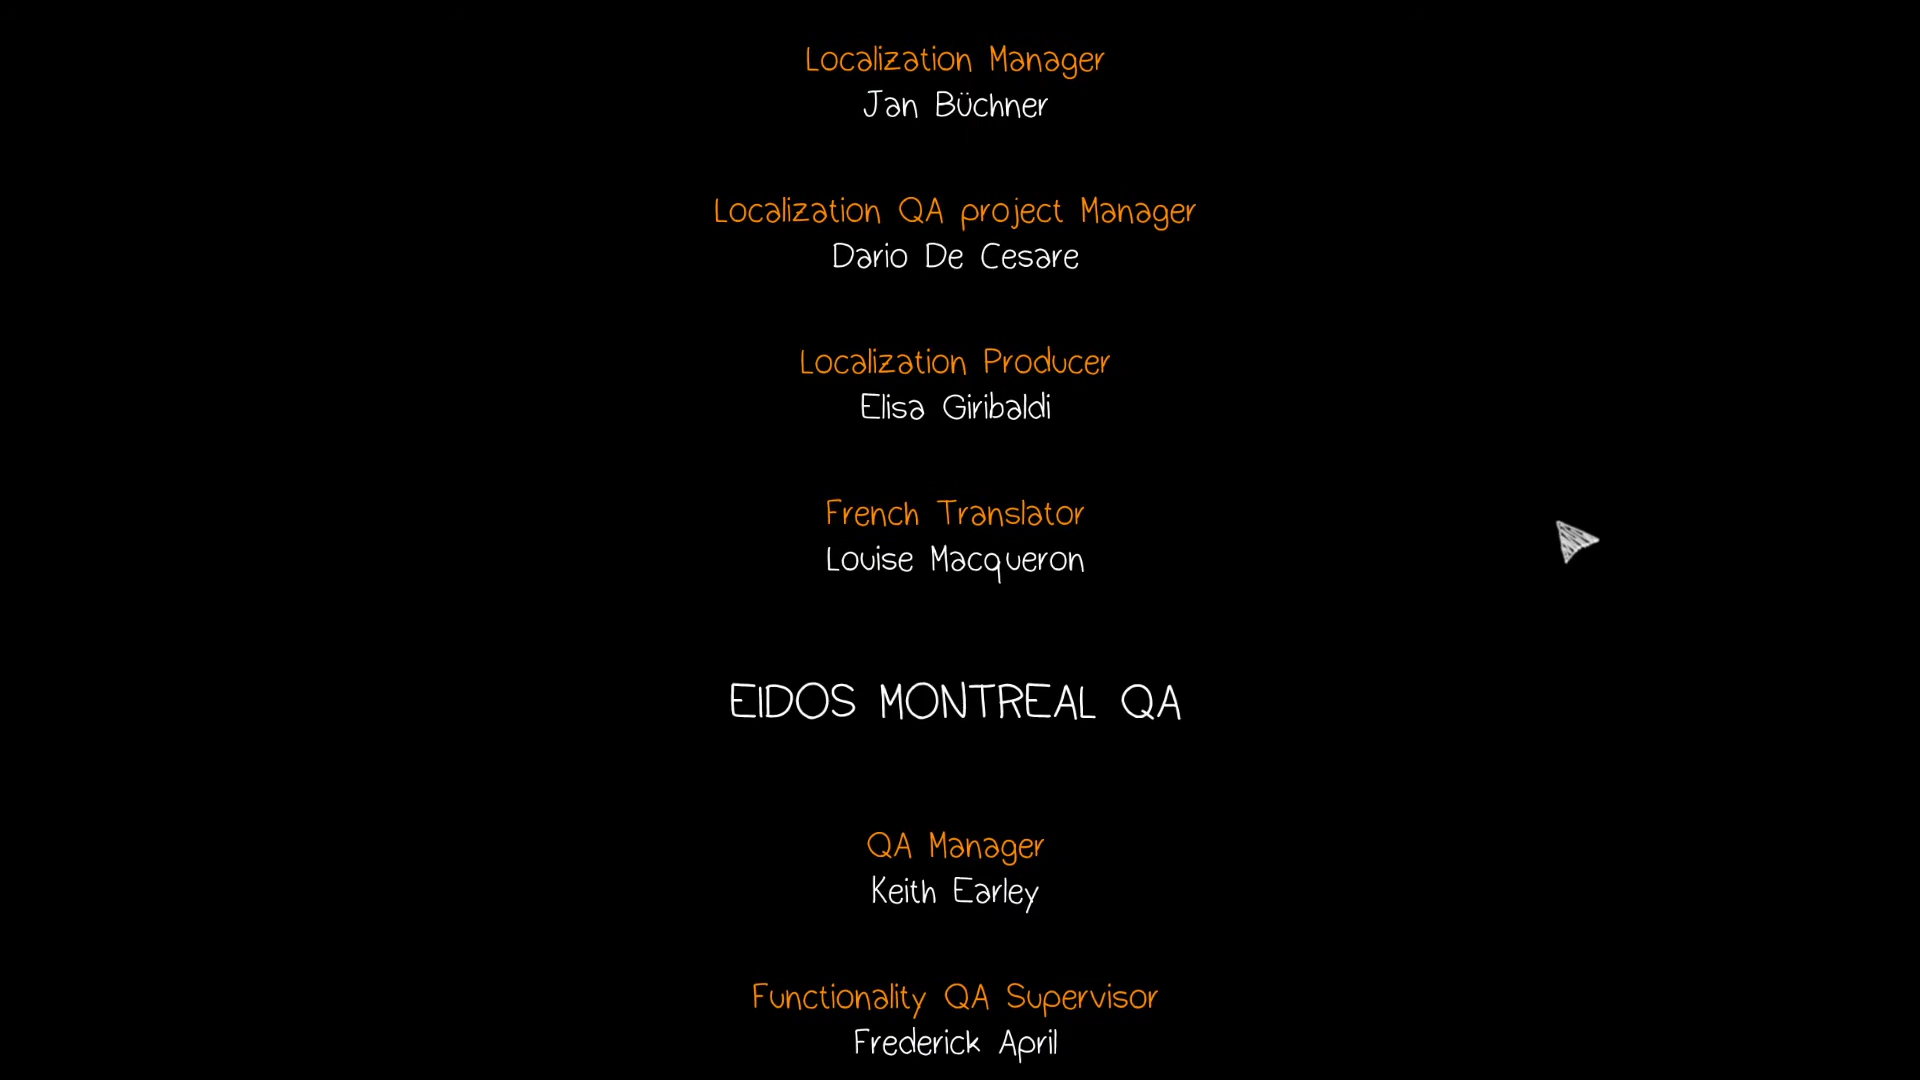 Localization Manager
Jan Büchner
Localization QA project Manager
Dario De Cesare
Localization Producer
Elisa Giribaldi
French Translator
Louise Macqueron
EIDOS MONTREAL QA
QA Manager
Keith Earley
Functionality QA Supervisor
Frederick April